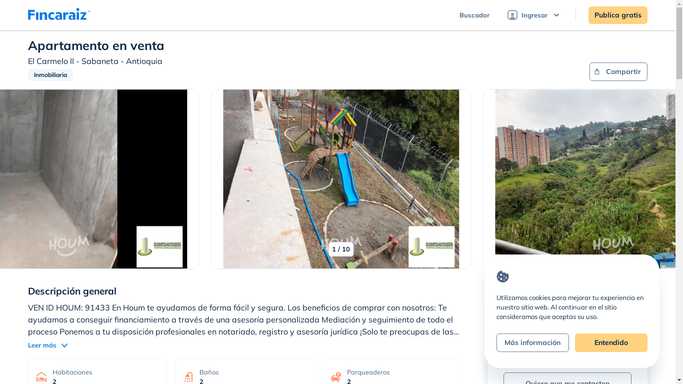 Fincaraiz
Buscador
Ingresar
Publica gratis
Apartamento en venta
El Carmelo II - Sabaneta - Antioquia
Inmobiliaria
Compartir
HOUM
HOUM
HOUM
1 / 10
Descripción general
VEN ID HOUM: 91433 En Houm te ayudamos de forma fácil y segura. Los beneficios de comprar con nosotros: Te
ayudamos a conseguir financiamiento a través de una asesoría personalizada Mediación y seguimiento de todo el
proceso Ponemos a tu disposición profesionales en notariado, registro y asesoría jurídica ¡Solo te preocupas de las...
Leer más
Habitaciones
2
Baños
2
Parqueaderos
2
Utilizamos cookies para mejorar tu experiencia en
nuestro sitio web. Al continuar en el sitio
consideramos que aceptas su uso.
Más información
Entendido
Quiero que me contacten